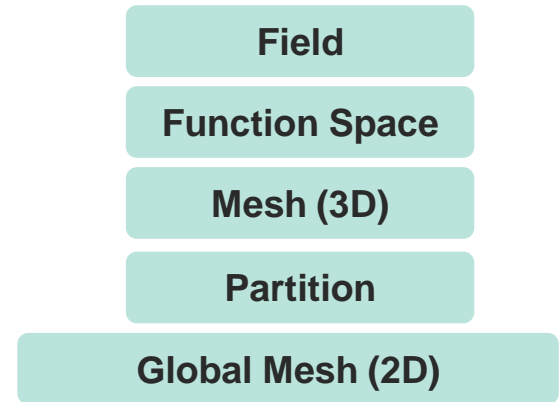 Field
Function Space
Mesh (3D)
Partition
Global Mesh (2D)